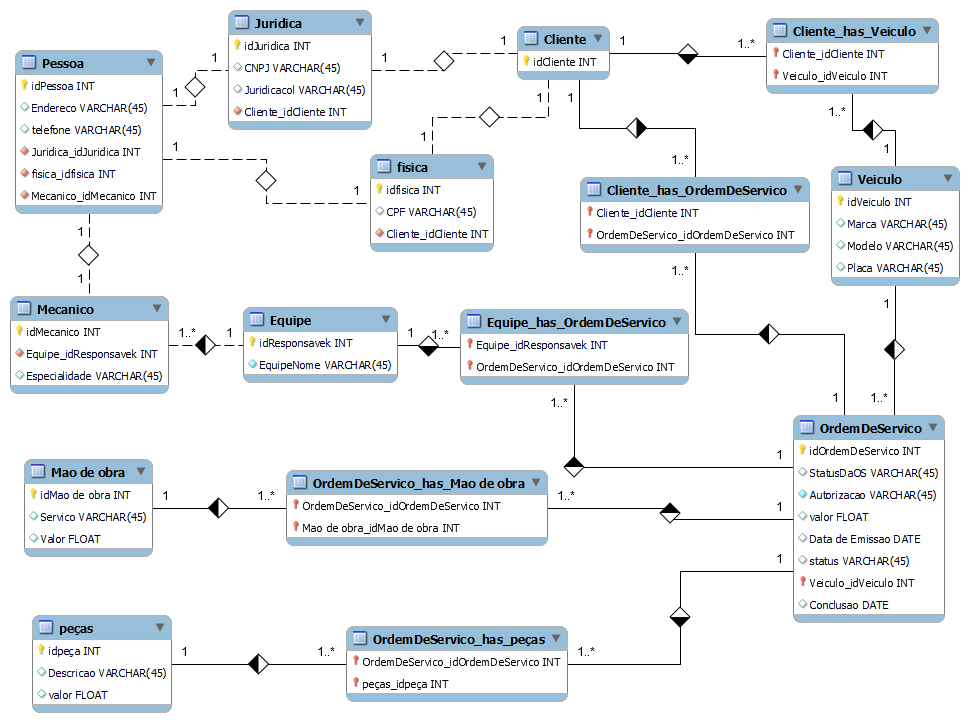 Pessoa
idPessoa INT
Endereco VARCHAR(45)
telefone VARCHAR(45)
Juridica_idJuridica INT
fisica_idfisica INT
Mecanico_idMecanico INT
Juridica
idJuridica INT
CNPJ VARCHAR(45)
Juridicacol VARCHAR(45)
Cliente_idCliente INT
Cliente
idCliente INT
Cliente_has_Veiculo
Cliente_idCliente INT
Veiculo_idVeiculo INT
fisica
idfisica INT
CPF VARCHAR(45)
Cliente_idCliente INT
Cliente_has_OrdemDeServico
Cliente_idCliente INT
OrdemDeServico_idOrdemDeServico INT
Veiculo
idVeiculo INT
Marca VARCHAR(45)
Modelo VARCHAR(45)
Placa VARCHAR(45)
Mecanico
idMecanico INT
Equipe_idResponsavek INT
Especialidade VARCHAR(45)
Equipe
idResponsavek INT
EquipeNome VARCHAR(45)
Equipe_has_OrdemDeServico
Equipe_idResponsavek INT
OrdemDeServico_idOrdemDeServico INT
OrdemDeServico
idOrdemDeServico INT
StatusDaOS VARCHAR(45)
Autorizacao VARCHAR(45)
valor FLOAT
Data de Emissao DATE
status VARCHAR(45)
Veiculo_idVeiculo INT
Conclusao DATE
Mao de obra
idMao de obra INT
Servico VARCHAR(45)
Valor FLOAT
OrdemDeServico_has_Mao de obra
OrdemDeServico_idOrdemDeServico INT
Mao de obra_idMao de obra INT
peças
idpeça INT
Descricao VARCHAR(45)
valor FLOAT
OrdemDeServico_has_peças
OrdemDeServico_idOrdemDeServico INT
peças_idpeça INT
1
1
1
1
1
1..*
1
1
1
1
1
1..*
1..*
1
1
1
1..*
1
1
1..*
1
1..*
1..*
1
1
1..*
1..*
1
1
1..*
1..*
1